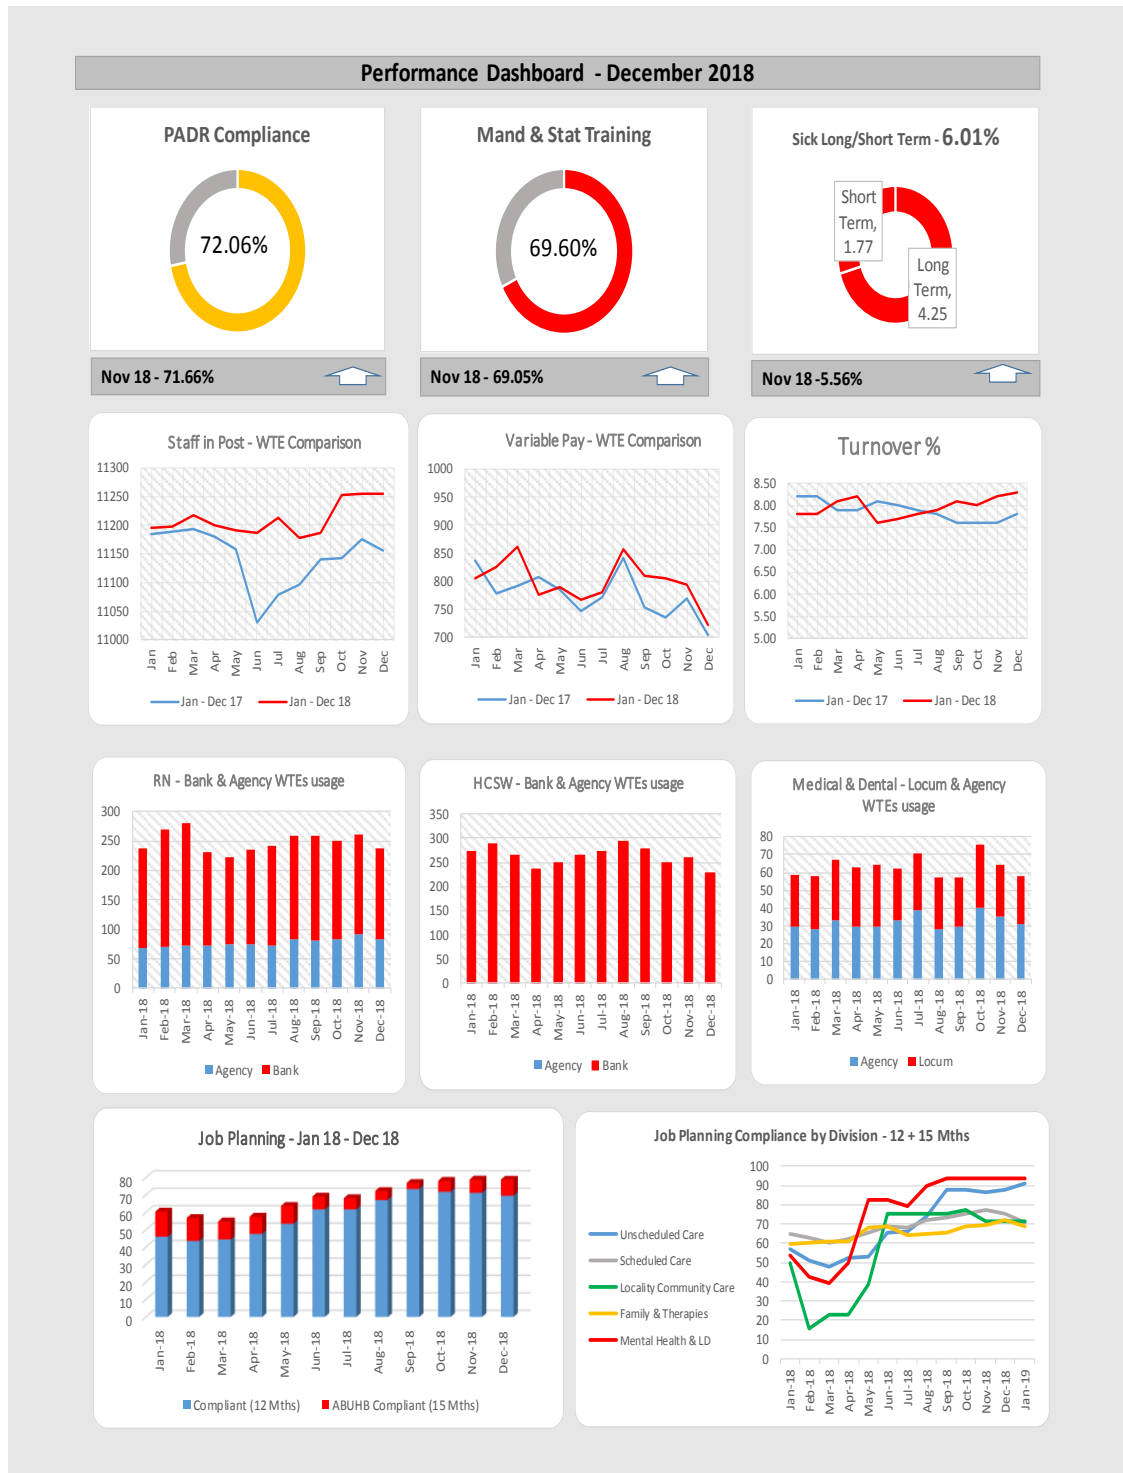 Performance Dashboard - December 2018
PADR Compliance
72.06%
Nov 18 - 71.66%
Mand & Stat Training
69.60%
Nov 18 - 69.05%
Sick Long/Short Term - 6.01%
Short
Term,
1.77
Long
Term,
4.25
Nov 18 -5.56%
Staff in Post - WTE Comparison
11300
11250
11200
11150
11100
11050
11000
Jan
Feb
Mar
Apr
May
Jun
Jul
Aug
Sep
Oct
Nov
Dec
Jan - Dec 17
Jan - Dec 18
Variable Pay - WTE Comparison
1000
950
900
850
800
750
700
Jan
Feb
Mar
Apr
May
Jun
Jul
Aug
Sep
Oct
Nov
Dec
Jan - Dec 17
Jan - Dec 18
Turnover %
8.50
8.00
7.50
7.00
6.50
6.00
5.50
5.00
Jan
Feb
Mar
Apr
May
Jun
Jul
Aug
Sep
Oct
Nov
Dec
Jan - Dec 17
Jan - Dec 18
RN - Bank & Agency WTEs usage
300
250
200
150
100
50
0
Jan-18
Feb-18
Mar-18
Apr-18
May-18
Jun-18
Jul-18
Aug-18
Sep-18
Oct-18
Nov-18
Dec-18
Agency
Bank
HCSW - Bank & Agency WTEs usage
350
300
250
200
150
100
50
0
Jan-18
Feb-18
Mar-18
Apr-18
May-18
Jun-18
Jul-18
Aug-18
Sep-18
Oct-18
Nov-18
Dec-18
Agency
Bank
Medical & Dental - Locum & Agency
WTEs usage
80
70
60
50
40
30
20
10
0
Jan-18
Feb-18
Mar-18
Apr-18
May-18
Jun-18
Jul-18
Aug-18
Sep-18
Oct-18
Nov-18
Dec-18
Agency
Locum
Job Planning - Jan 18 - Dec 18
80
70
60
50
40
30
20
10
0
Jan-18
Feb-18
Mar-18
Apr-18
May-18
Jun-18
Jul-18
Aug-18
Sep-18
Oct-18
Nov-18
Dec-18
Compliant (12 Mths)
ABUHB Compliant (15 Mths)
Job Planning Compliance by Division - 12 + 15 Mths
Unscheduled Care
Scheduled Care
Locality Community Care
Family & Therapies
Mental Health & LD
100
90
80
70
60
50
40
30
20
10
0
Jan-18
Feb-18
Mar-18
Apr-18
May-18
Jun-18
Jul-18
Aug-18
Sep-18
Oct-18
Nov-18
Dec-18
Jan-19